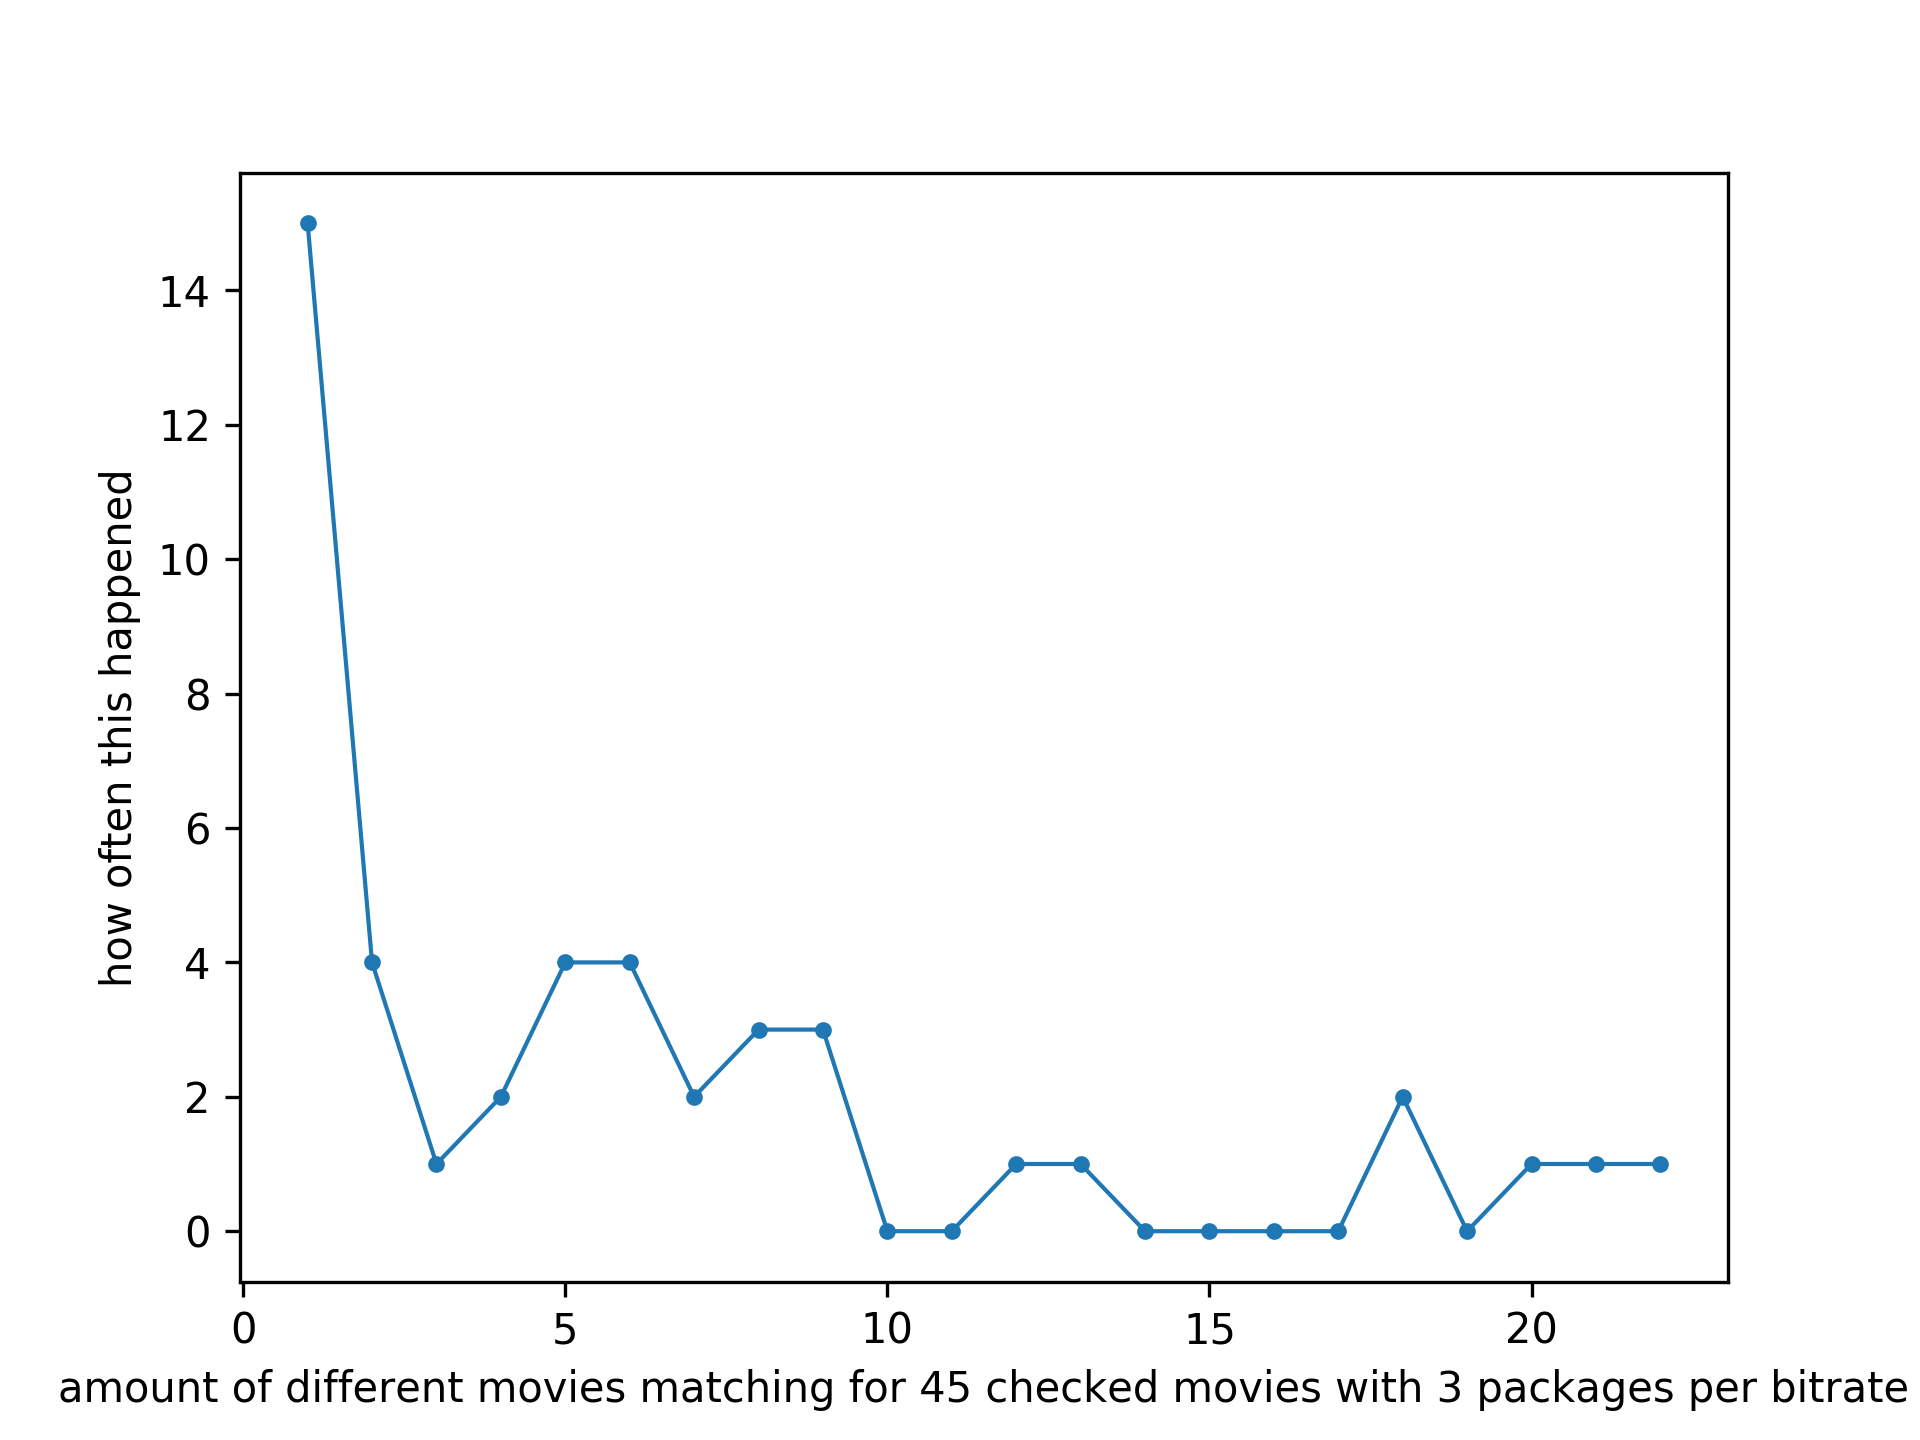 14
12
10
8
6
4
2
0
how often this happened
0 5 10 15 20
amount of different movies matching for 45 checked movies with 3 packages per bitrate